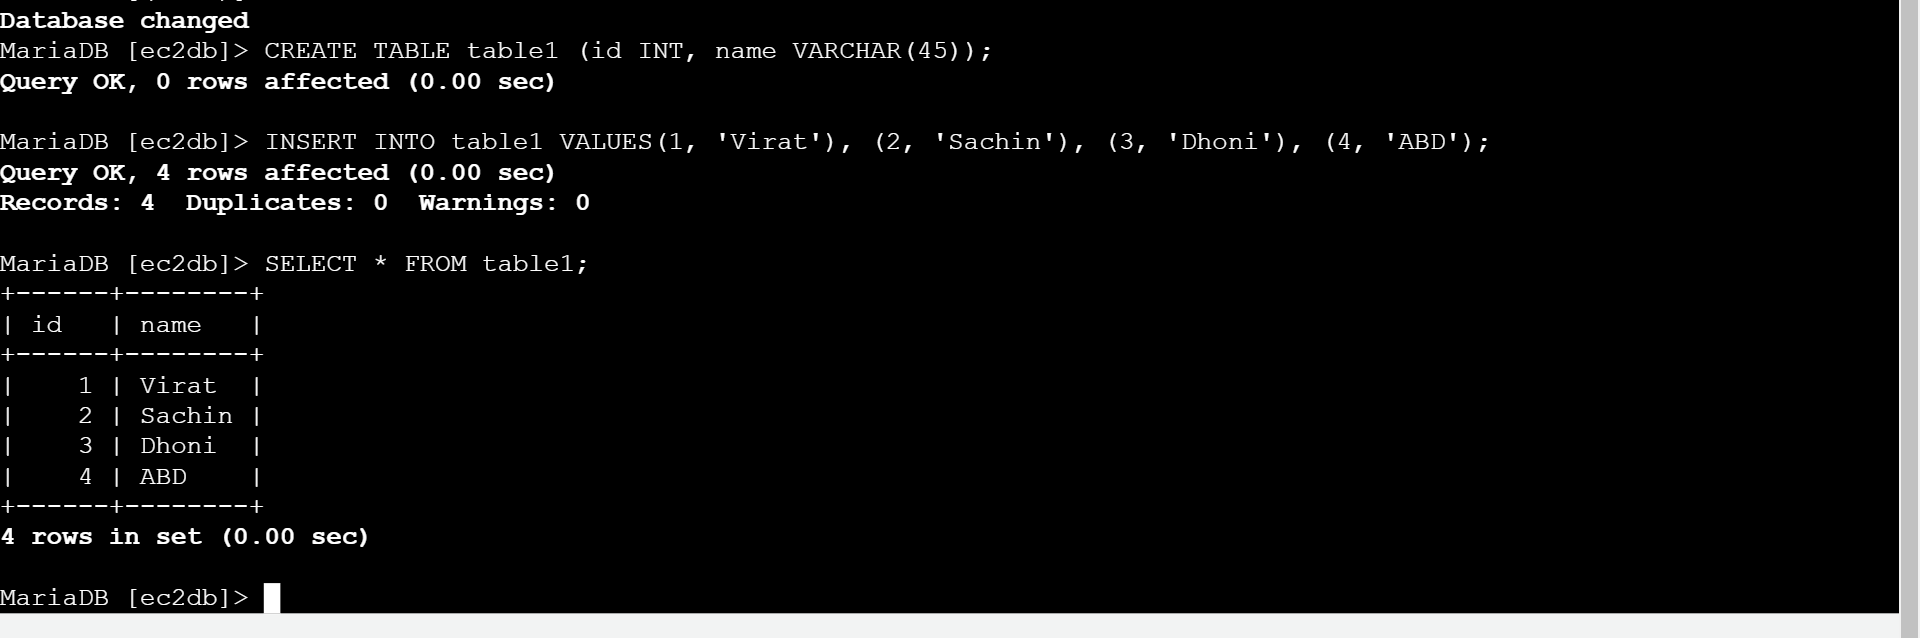 Database changed
MariaDB [ec2db]> CREATE TABLE table1 (id INT, name VARCHAR(45));
Query OK, 0 rows affected (0.00 sec)
MariaDB [ec2db]> INSERT INTO table1 VALUES(1, 'Virat'), (2, 'Sachin'), (3, 'Dhoni'), (4, 'ABD');
Query OK, 4 rows affected (0.00 sec)
Records: 4  Duplicates: 0  Warnings: 0
MariaDB [ec2db]> SELECT * FROM table1;
+------+--------+
| id   | name   |
+------+--------+
|    1 | Virat  |
|    2 | Sachin |
|    3 | Dhoni  |
|    4 | ABD    |
+------+--------+
4 rows in set (0.00 sec)
MariaDB [ec2db]>